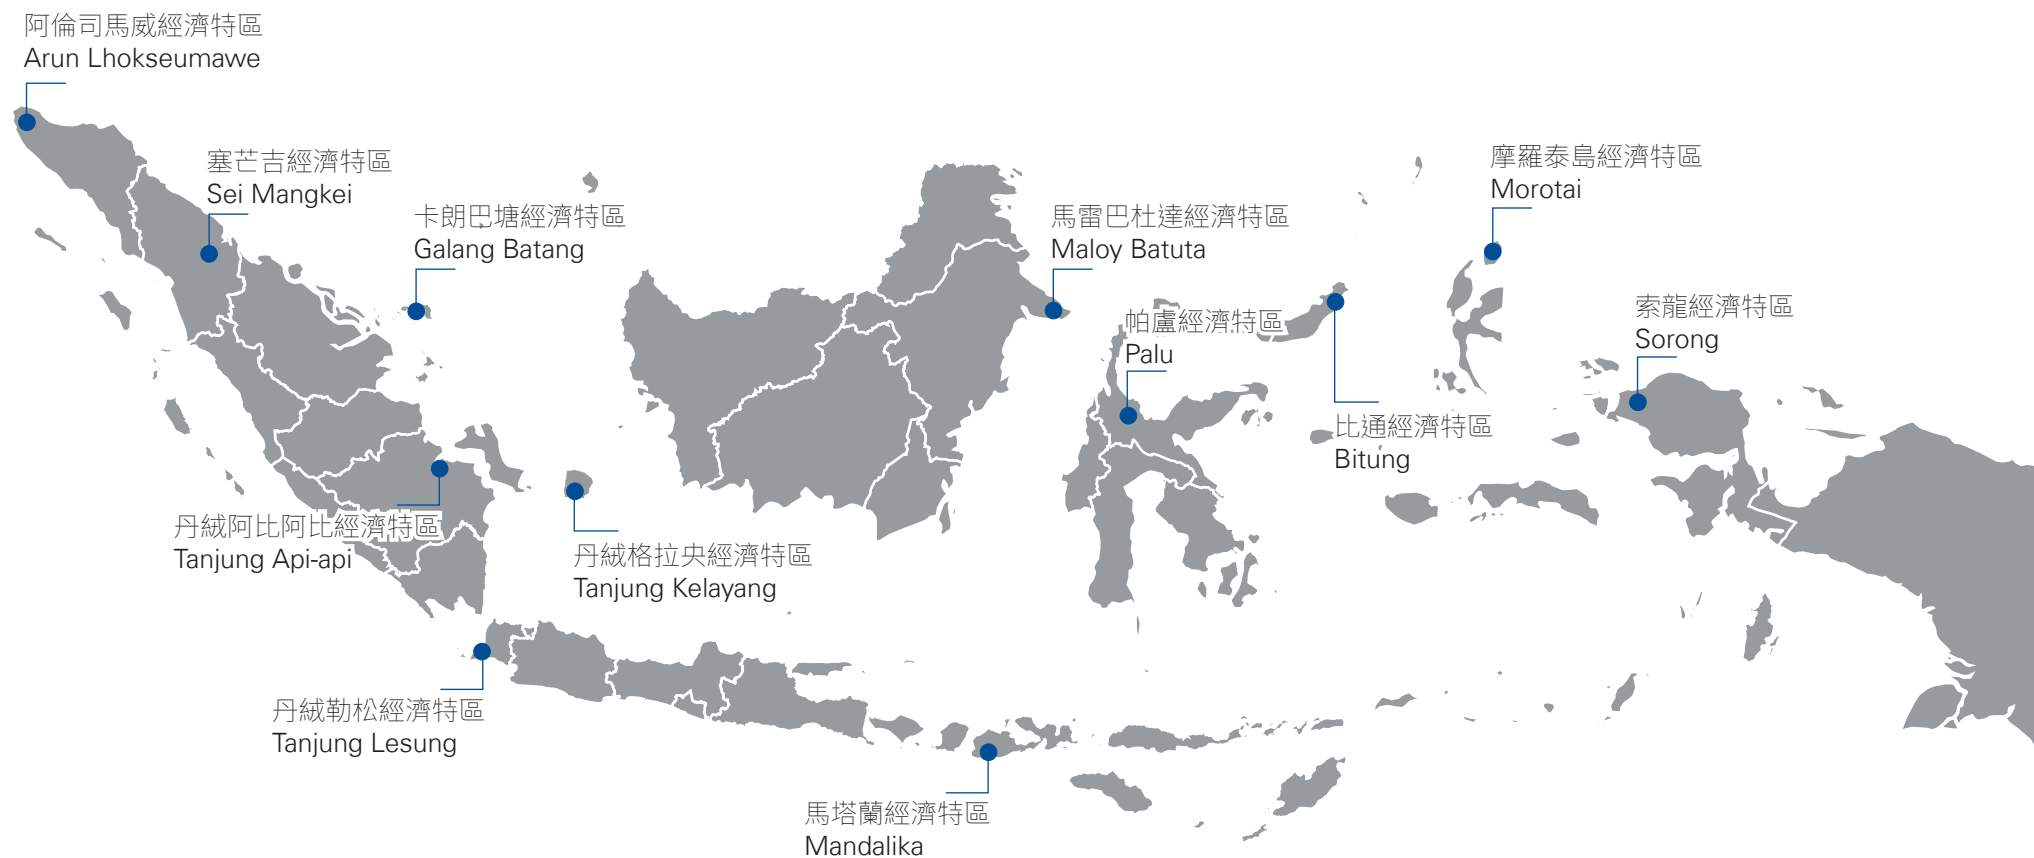 阿倫司馬威經濟特區
Arun Lhokseumawe
塞芒吉經濟特區
Sei Mangkei
卡朗巴塘經濟特區
Galang Batang
馬雷巴杜達經濟特區
Maloy Batuta
摩羅泰島經濟特區
Morotai
帕盧經濟特區
Palu
索龍經濟特區
Sorong
比通經濟特區
Bitung
丹絨阿比阿比經濟特區
Tanjung Api-api
丹絨格拉央經濟特區
Tanjung Kelayang
丹絨勒松經濟特區
Tanjung Lesung
馬塔蘭經濟特區
Mandalika